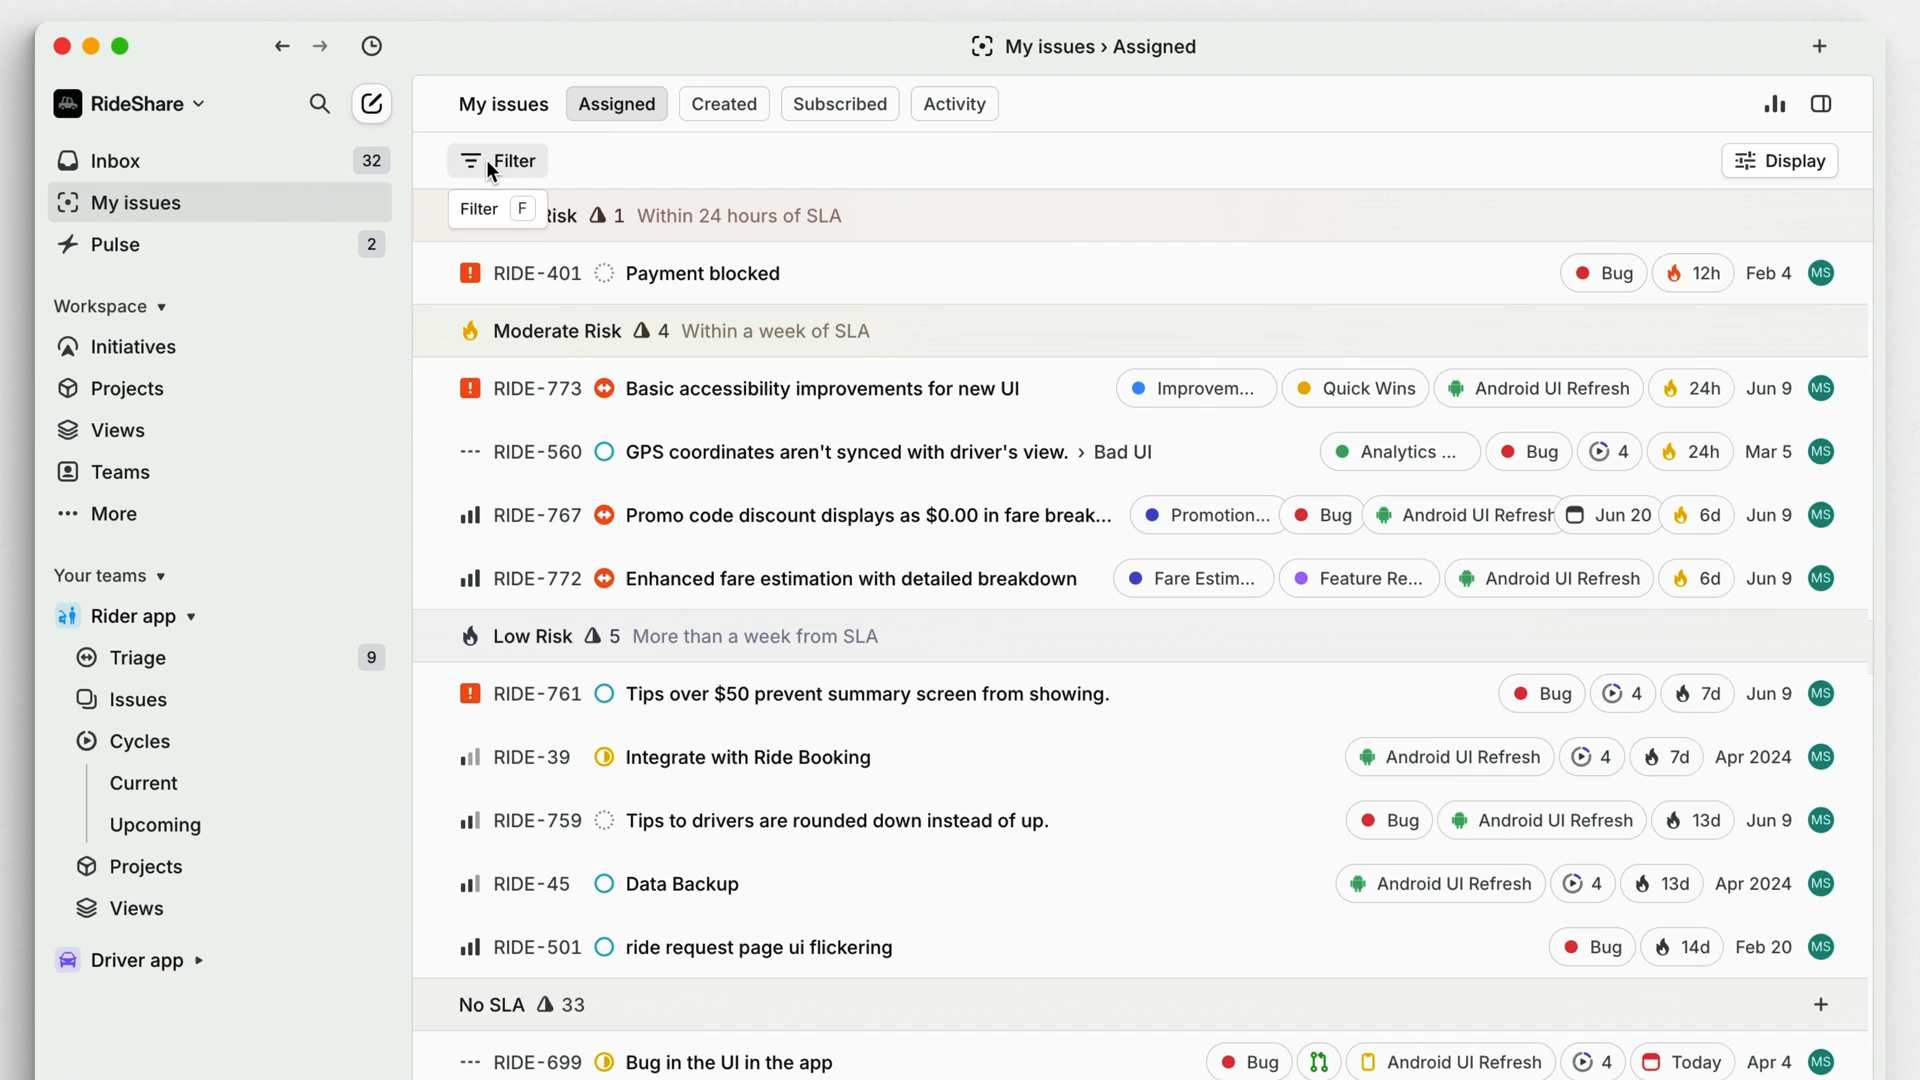 My issues › Assigned
RideShare
Inbox 32
My issues
Pulse 2
Workspace
Initiatives
Projects
Views
Teams
More
Your teams
Rider app
Triage 9
Issues
Cycles
Current
Upcoming
Projects
Views
Driver app
My issues Assigned Created Subscribed Activity
Filter Display
Filter F
Risk 1 Within 24 hours of SLA
RIDE-401 Payment blocked Bug 12h Feb 4 MS
Moderate Risk 4 Within a week of SLA
RIDE-773 Basic accessibility improvements for new UI Improvem... Quick Wins Android UI Refresh 24h Jun 9 MS
RIDE-560 GPS coordinates aren't synced with driver's view. › Bad UI Analytics ... Bug 4 24h Mar 5 MS
RIDE-767 Promo code discount displays as $0.00 in fare break... Promotion... Bug Android UI Refresh Jun 20 6d Jun 9 MS
RIDE-772 Enhanced fare estimation with detailed breakdown Fare Estim... Feature Re... Android UI Refresh 6d Jun 9 MS
Low Risk 5 More than a week from SLA
RIDE-761 Tips over $50 prevent summary screen from showing. Bug 4 7d Jun 9 MS
RIDE-39 Integrate with Ride Booking Android UI Refresh 4 7d Apr 2024 MS
RIDE-759 Tips to drivers are rounded down instead of up. Bug Android UI Refresh 13d Jun 9 MS
RIDE-45 Data Backup Android UI Refresh 4 13d Apr 2024 MS
RIDE-501 ride request page ui flickering Bug 14d Feb 20 MS
No SLA 33
RIDE-699 Bug in the UI in the app Bug Android UI Refresh 4 Today Apr 4 MS